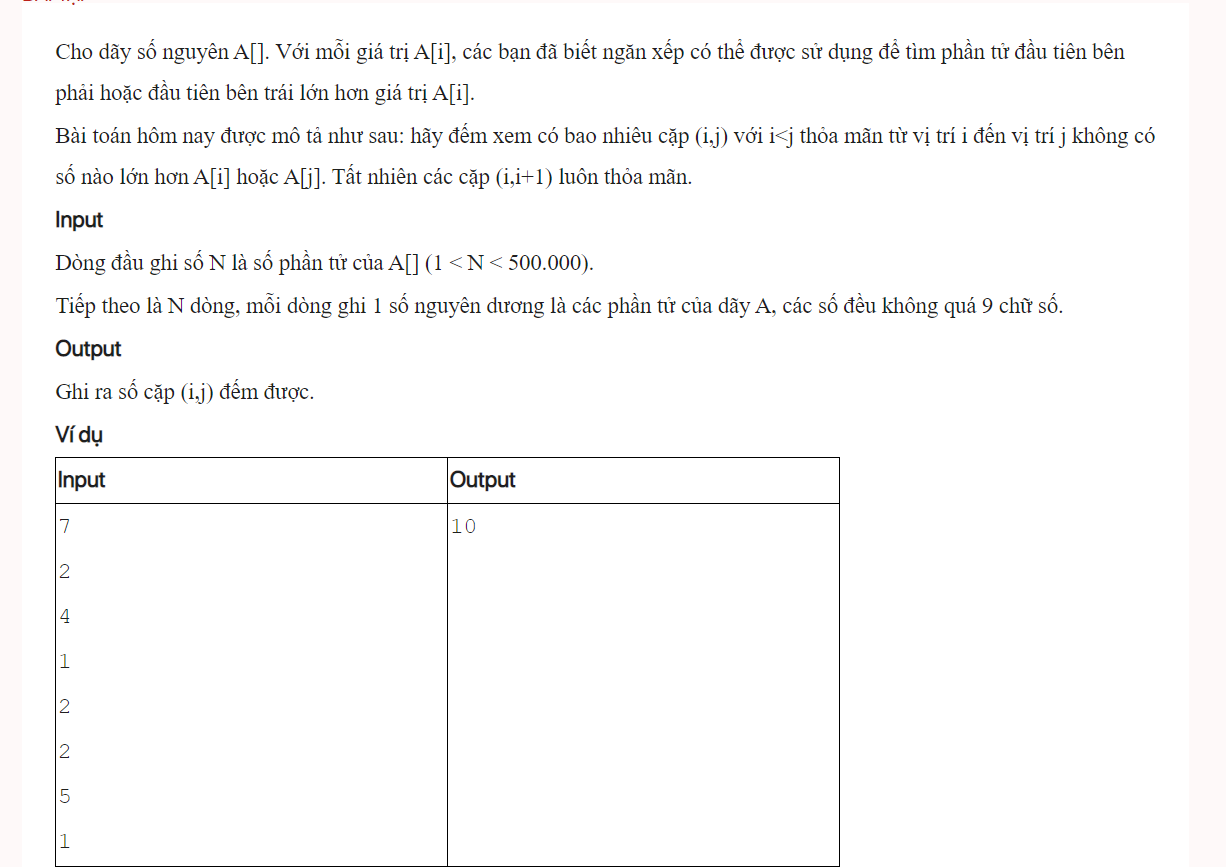 Cho dãy số nguyên A[]. Với mỗi giá trị A[i], các bạn đã biết ngăn xếp có thể được sử dụng để tìm phần tử đầu tiên bên
phải hoặc đầu tiên bên trái lớn hơn giá trị A[i].
Bài toán hôm nay được mô tả như sau: hãy đếm xem có bao nhiêu cặp (i,j) với i<j thỏa mãn từ vị trí i đến vị trí j không có
số nào lớn hơn A[i] hoặc A[j]. Tất nhiên các cặp (i,i+1) luôn thỏa mãn.
Input
Dòng đầu ghi số N là số phần tử của A[] (1 < N < 500.000).
Tiếp theo là N dòng, mỗi dòng ghi 1 số nguyên dương là các phần tử của dãy A, các số đều không quá 9 chữ số.
Output
Ghi ra số cặp (i,j) đếm được.
Ví dụ
Input Output
7 10
2
4
1
2
2
5
1